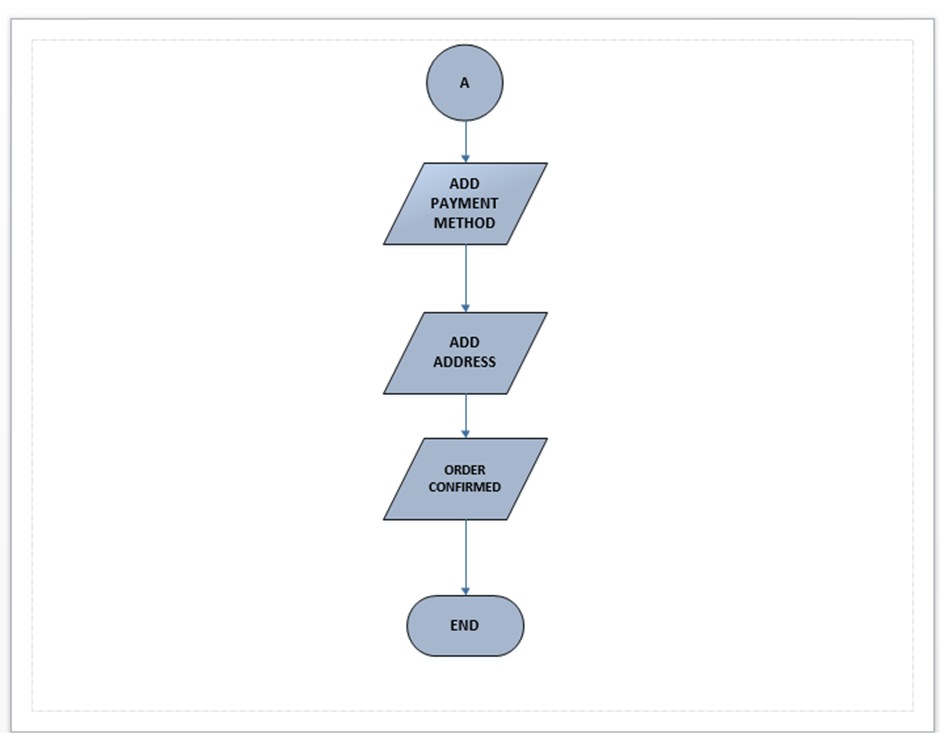 A
ADD
PAYMENT
METHOD
ADD
ADDRESS
ORDER
CONFIRMED
END